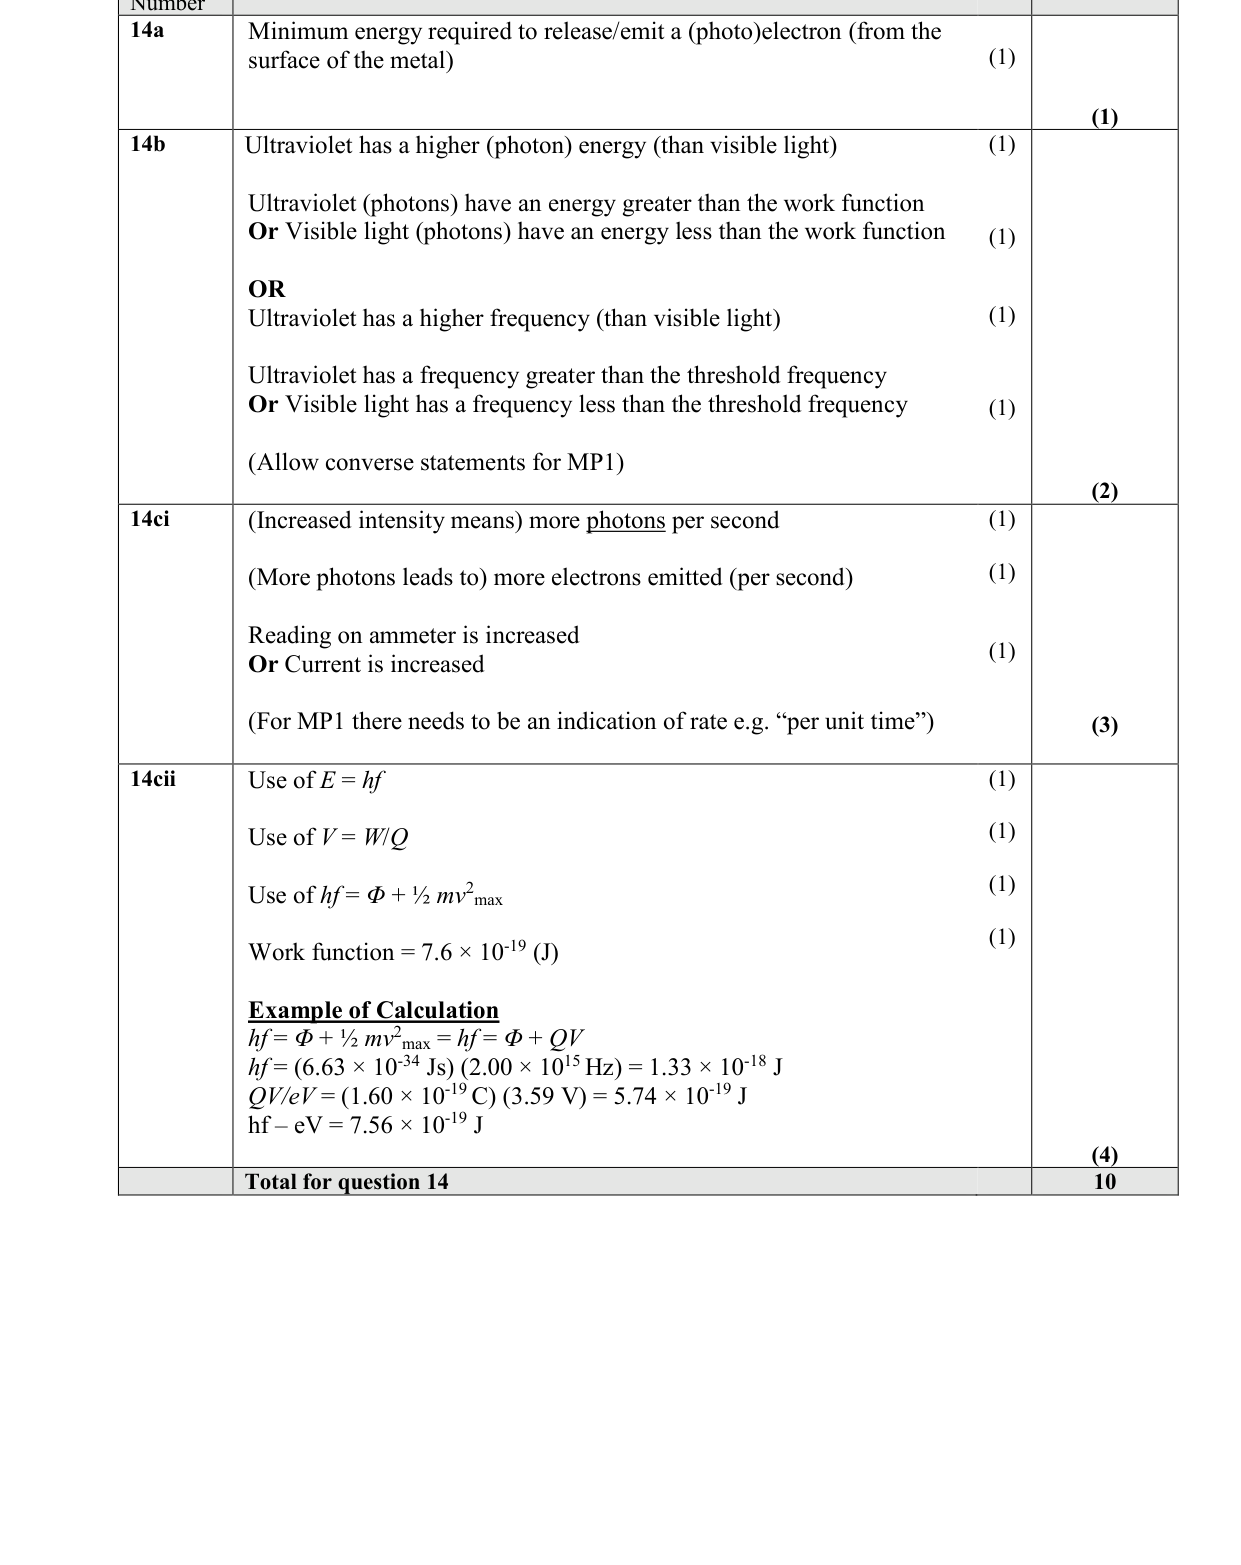 Number
14a Minimum energy required to release/emit a (photo)electron (from the
surface of the metal) (1)
(1)
14b Ultraviolet has a higher (photon) energy (than visible light) (1)
Ultraviolet (photons) have an energy greater than the work function
Or Visible light (photons) have an energy less than the work function (1)
OR
Ultraviolet has a higher frequency (than visible light) (1)
Ultraviolet has a frequency greater than the threshold frequency
Or Visible light has a frequency less than the threshold frequency (1)
(Allow converse statements for MP1)
(2)
14ci (Increased intensity means) more photons per second (1)
(More photons leads to) more electrons emitted (per second) (1)
Reading on ammeter is increased
Or Current is increased (1)
(For MP1 there needs to be an indication of rate e.g. “per unit time”) (3)
14cii Use of E = hf (1)
Use of V = W/Q (1)
Use of hf = Φ + ½ mv²max (1)
Work function = 7.6 × 10⁻¹⁹ (J) (1)
Example of Calculation
hf = Φ + ½ mv²max = hf = Φ + QV
hf = (6.63 × 10⁻³⁴ Js) (2.00 × 10¹⁵ Hz) = 1.33 × 10⁻¹⁸ J
QV/eV = (1.60 × 10⁻¹⁹ C) (3.59 V) = 5.74 × 10⁻¹⁹ J
hf – eV = 7.56 × 10⁻¹⁹ J
(4)
Total for question 14 10